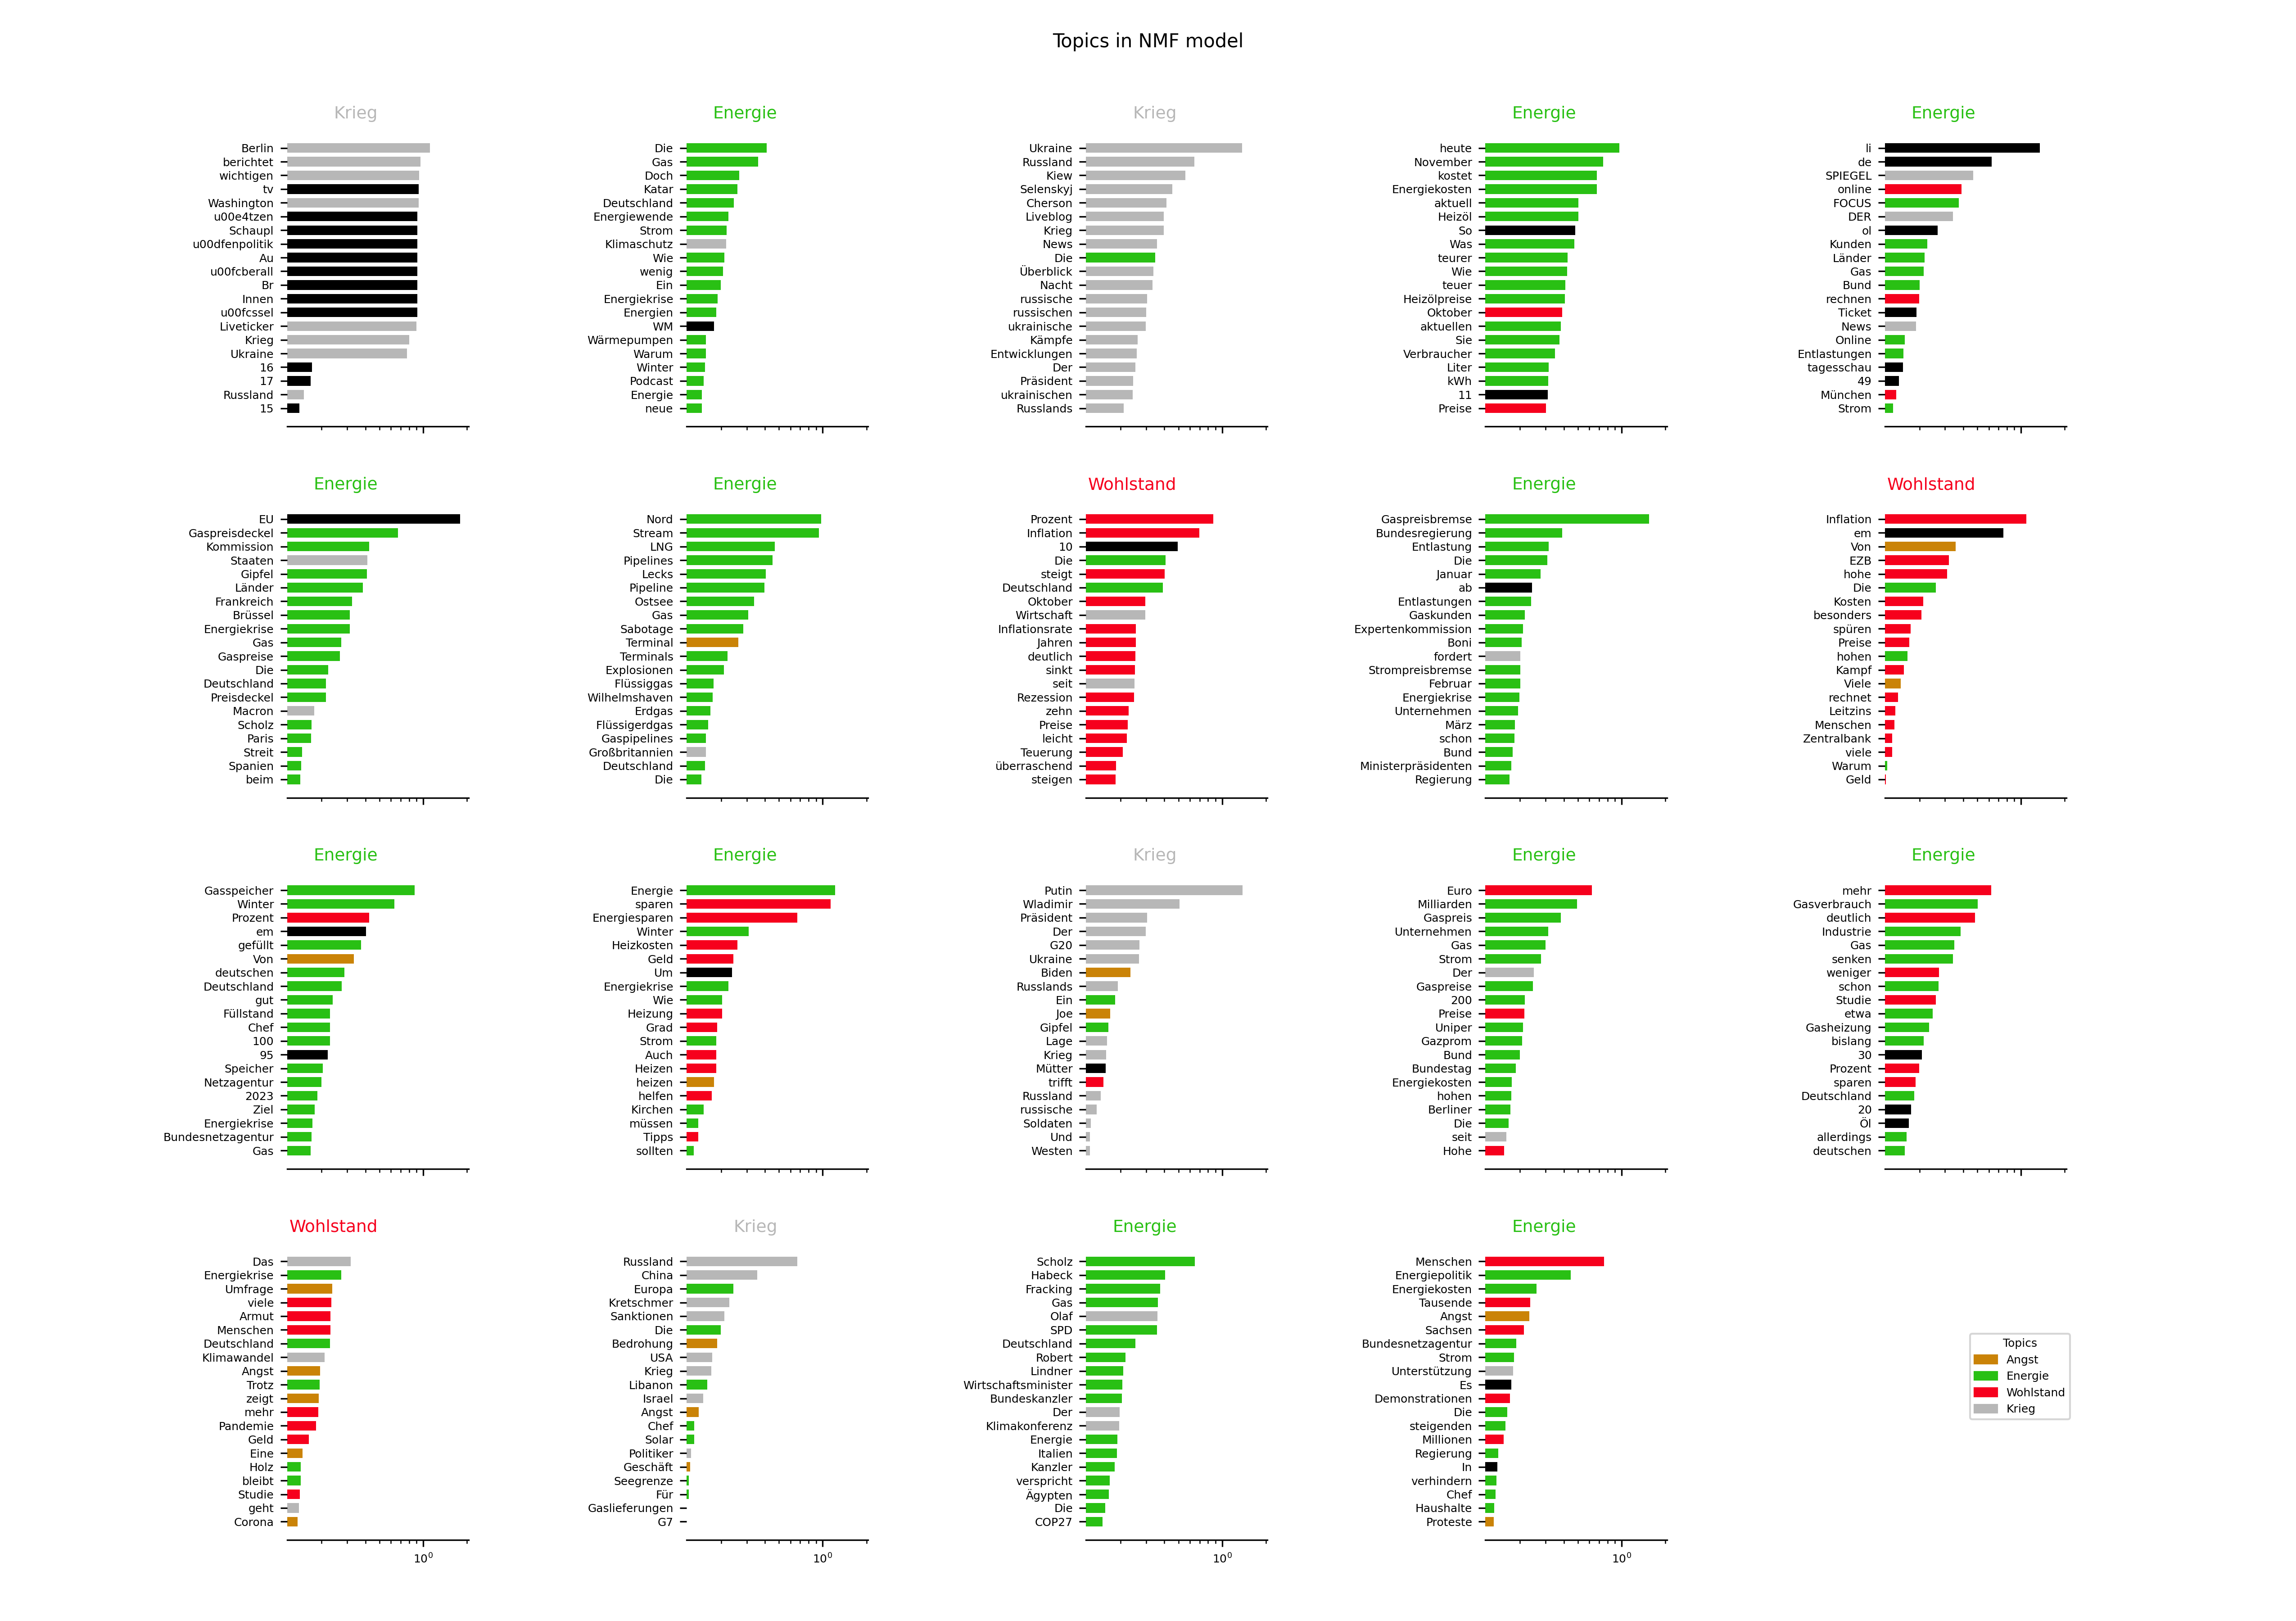 Topics in NMF model
Krieg
Berlin
berichtet
wichtigen
tv
Washington
u00e4tzen
Schaupl
u00dfenpolitik
Au
u00fcberall
Br
Innen
u00fcssel
Liveticker
Krieg
Ukraine
16
17
Russland
15
Energie
Die
Gas
Doch
Katar
Deutschland
Energiewende
Strom
Klimaschutz
Wie
wenig
Ein
Energiekrise
Energien
WM
Wärmepumpen
Warum
Winter
Podcast
Energie
neue
Krieg
Ukraine
Russland
Kiew
Selenskyj
Cherson
Liveblog
Krieg
News
Die
Überblick
Nacht
russische
russischen
ukrainische
Kämpfe
Entwicklungen
Der
Präsident
ukrainischen
Russlands
Energie
heute
November
kostet
Energiekosten
aktuell
Heizöl
So
Was
teurer
Wie
teuer
Heizölpreise
Oktober
aktuellen
Sie
Verbraucher
Liter
kWh
11
Preise
Energie
li
de
SPIEGEL
online
FOCUS
DER
ol
Kunden
Länder
Gas
Bund
rechnen
Ticket
News
Online
Entlastungen
tagesschau
49
München
Strom
Energie
EU
Gaspreisdeckel
Kommission
Staaten
Gipfel
Länder
Frankreich
Brüssel
Energiekrise
Gas
Gaspreise
Die
Deutschland
Preisdeckel
Macron
Scholz
Paris
Streit
Spanien
beim
Energie
Nord
Stream
LNG
Pipelines
Lecks
Pipeline
Ostsee
Gas
Sabotage
Terminal
Terminals
Explosionen
Flüssiggas
Wilhelmshaven
Erdgas
Flüssigerdgas
Gaspipelines
Großbritannien
Deutschland
Die
Wohlstand
Prozent
Inflation
10
Die
steigt
Deutschland
Oktober
Wirtschaft
Inflationsrate
Jahren
deutlich
sinkt
seit
Rezession
zehn
Preise
leicht
Teuerung
überraschend
steigen
Energie
Gaspreisbremse
Bundesregierung
Entlastung
Die
Januar
ab
Entlastungen
Gaskunden
Expertenkommission
Boni
fordert
Strompreisbremse
Februar
Energiekrise
Unternehmen
März
schon
Bund
Ministerpräsidenten
Regierung
Wohlstand
Inflation
em
Von
EZB
hohe
Die
Kosten
besonders
spüren
Preise
hohen
Kampf
Viele
rechnet
Leitzins
Menschen
Zentralbank
viele
Warum
Geld
Energie
Gasspeicher
Winter
Prozent
em
gefüllt
Von
deutschen
Deutschland
gut
Füllstand
Chef
100
95
Speicher
Netzagentur
2023
Ziel
Energiekrise
Bundesnetzagentur
Gas
Energie
Energie
sparen
Energiesparen
Winter
Heizkosten
Geld
Um
Energiekrise
Wie
Heizung
Grad
Strom
Auch
Heizen
heizen
helfen
Kirchen
müssen
Tipps
sollten
Krieg
Putin
Wladimir
Präsident
Der
G20
Ukraine
Biden
Russlands
Ein
Joe
Gipfel
Lage
Krieg
Mütter
trifft
Russland
russische
Soldaten
Und
Westen
Energie
Euro
Milliarden
Gaspreis
Unternehmen
Gas
Strom
Der
Gaspreise
200
Preise
Uniper
Gazprom
Bund
Bundestag
Energiekosten
hohen
Berliner
Die
seit
Hohe
Energie
mehr
Gasverbrauch
deutlich
Industrie
Gas
senken
weniger
schon
Studie
etwa
Gasheizung
bislang
30
Prozent
sparen
Deutschland
20
Öl
allerdings
deutschen
Wohlstand
Das
Energiekrise
Umfrage
viele
Armut
Menschen
Deutschland
Klimawandel
Angst
Trotz
zeigt
mehr
Pandemie
Geld
Eine
Holz
bleibt
Studie
geht
Corona
10⁰
Krieg
Russland
China
Europa
Kretschmer
Sanktionen
Die
Bedrohung
USA
Krieg
Libanon
Israel
Angst
Chef
Solar
Politiker
Geschäft
Seegrenze
Für
Gaslieferungen
G7
10⁰
Energie
Scholz
Habeck
Fracking
Gas
Olaf
SPD
Deutschland
Robert
Lindner
Wirtschaftsminister
Bundeskanzler
Der
Klimakonferenz
Energie
Italien
Kanzler
verspricht
Ägypten
Die
COP27
10⁰
Energie
Menschen
Energiepolitik
Energiekosten
Tausende
Angst
Sachsen
Bundesnetzagentur
Strom
Unterstützung
Es
Demonstrationen
Die
steigenden
Millionen
Regierung
In
verhindern
Chef
Haushalte
Proteste
10⁰
Topics
Angst
Energie
Wohlstand
Krieg